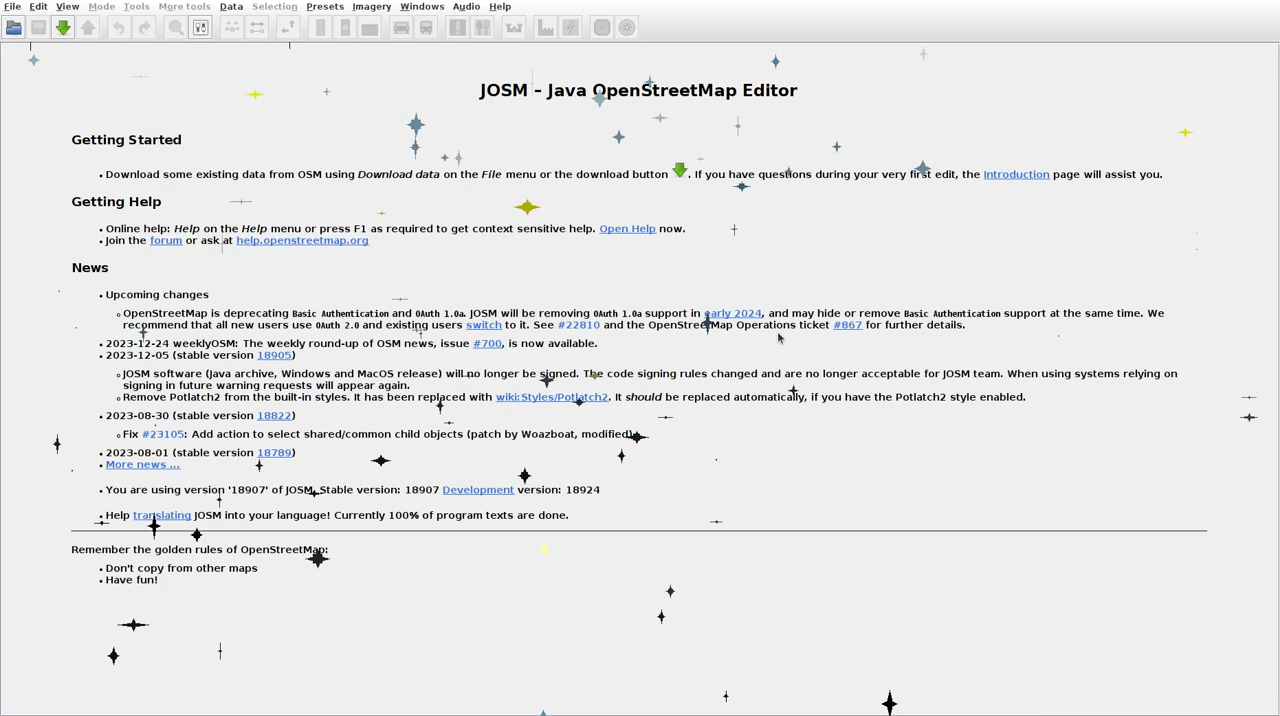 File Edit View Mode Tools More tools Data Selection Presets Imagery Windows Audio Help
JOSM – Java OpenStreetMap Editor
Getting Started
• Download some existing data from OSM using Download data on the File menu or the download button . If you have questions during your very first edit, the Introduction page will assist you.
Getting Help
• Online help: Help on the Help menu or press F1 as required to get context sensitive help. Open Help now.
• Join the forum or ask at help.openstreetmap.org
News
• Upcoming changes
◦ OpenStreetMap is deprecating Basic Authentication and OAuth 1.0a. JOSM will be removing OAuth 1.0a support in early 2024, and may hide or remove Basic Authentication support at the same time. We
recommend that all new users use OAuth 2.0 and existing users switch to it. See #22810 and the OpenStreetMap Operations ticket #867 for further details.
• 2023-12-24 weeklyOSM: The weekly round-up of OSM news, issue #700, is now available.
• 2023-12-05 (stable version 18905)
◦ JOSM software (Java archive, Windows and MacOS release) will no longer be signed. The code signing rules changed and are no longer acceptable for JOSM team. When using systems relying on
signing in future warning requests will appear again.
◦ Remove Potlatch2 from the built-in styles. It has been replaced with wiki:Styles/Potlatch2. It should be replaced automatically, if you have the Potlatch2 style enabled.
• 2023-08-30 (stable version 18822)
◦ Fix #23105: Add action to select shared/common child objects (patch by Woazboat, modified)
• 2023-08-01 (stable version 18789)
• More news ...
• You are using version '18907' of JOSM. Stable version: 18907 Development version: 18924
• Help translating JOSM into your language! Currently 100% of program texts are done.
Remember the golden rules of OpenStreetMap:
• Don't copy from other maps
• Have fun!